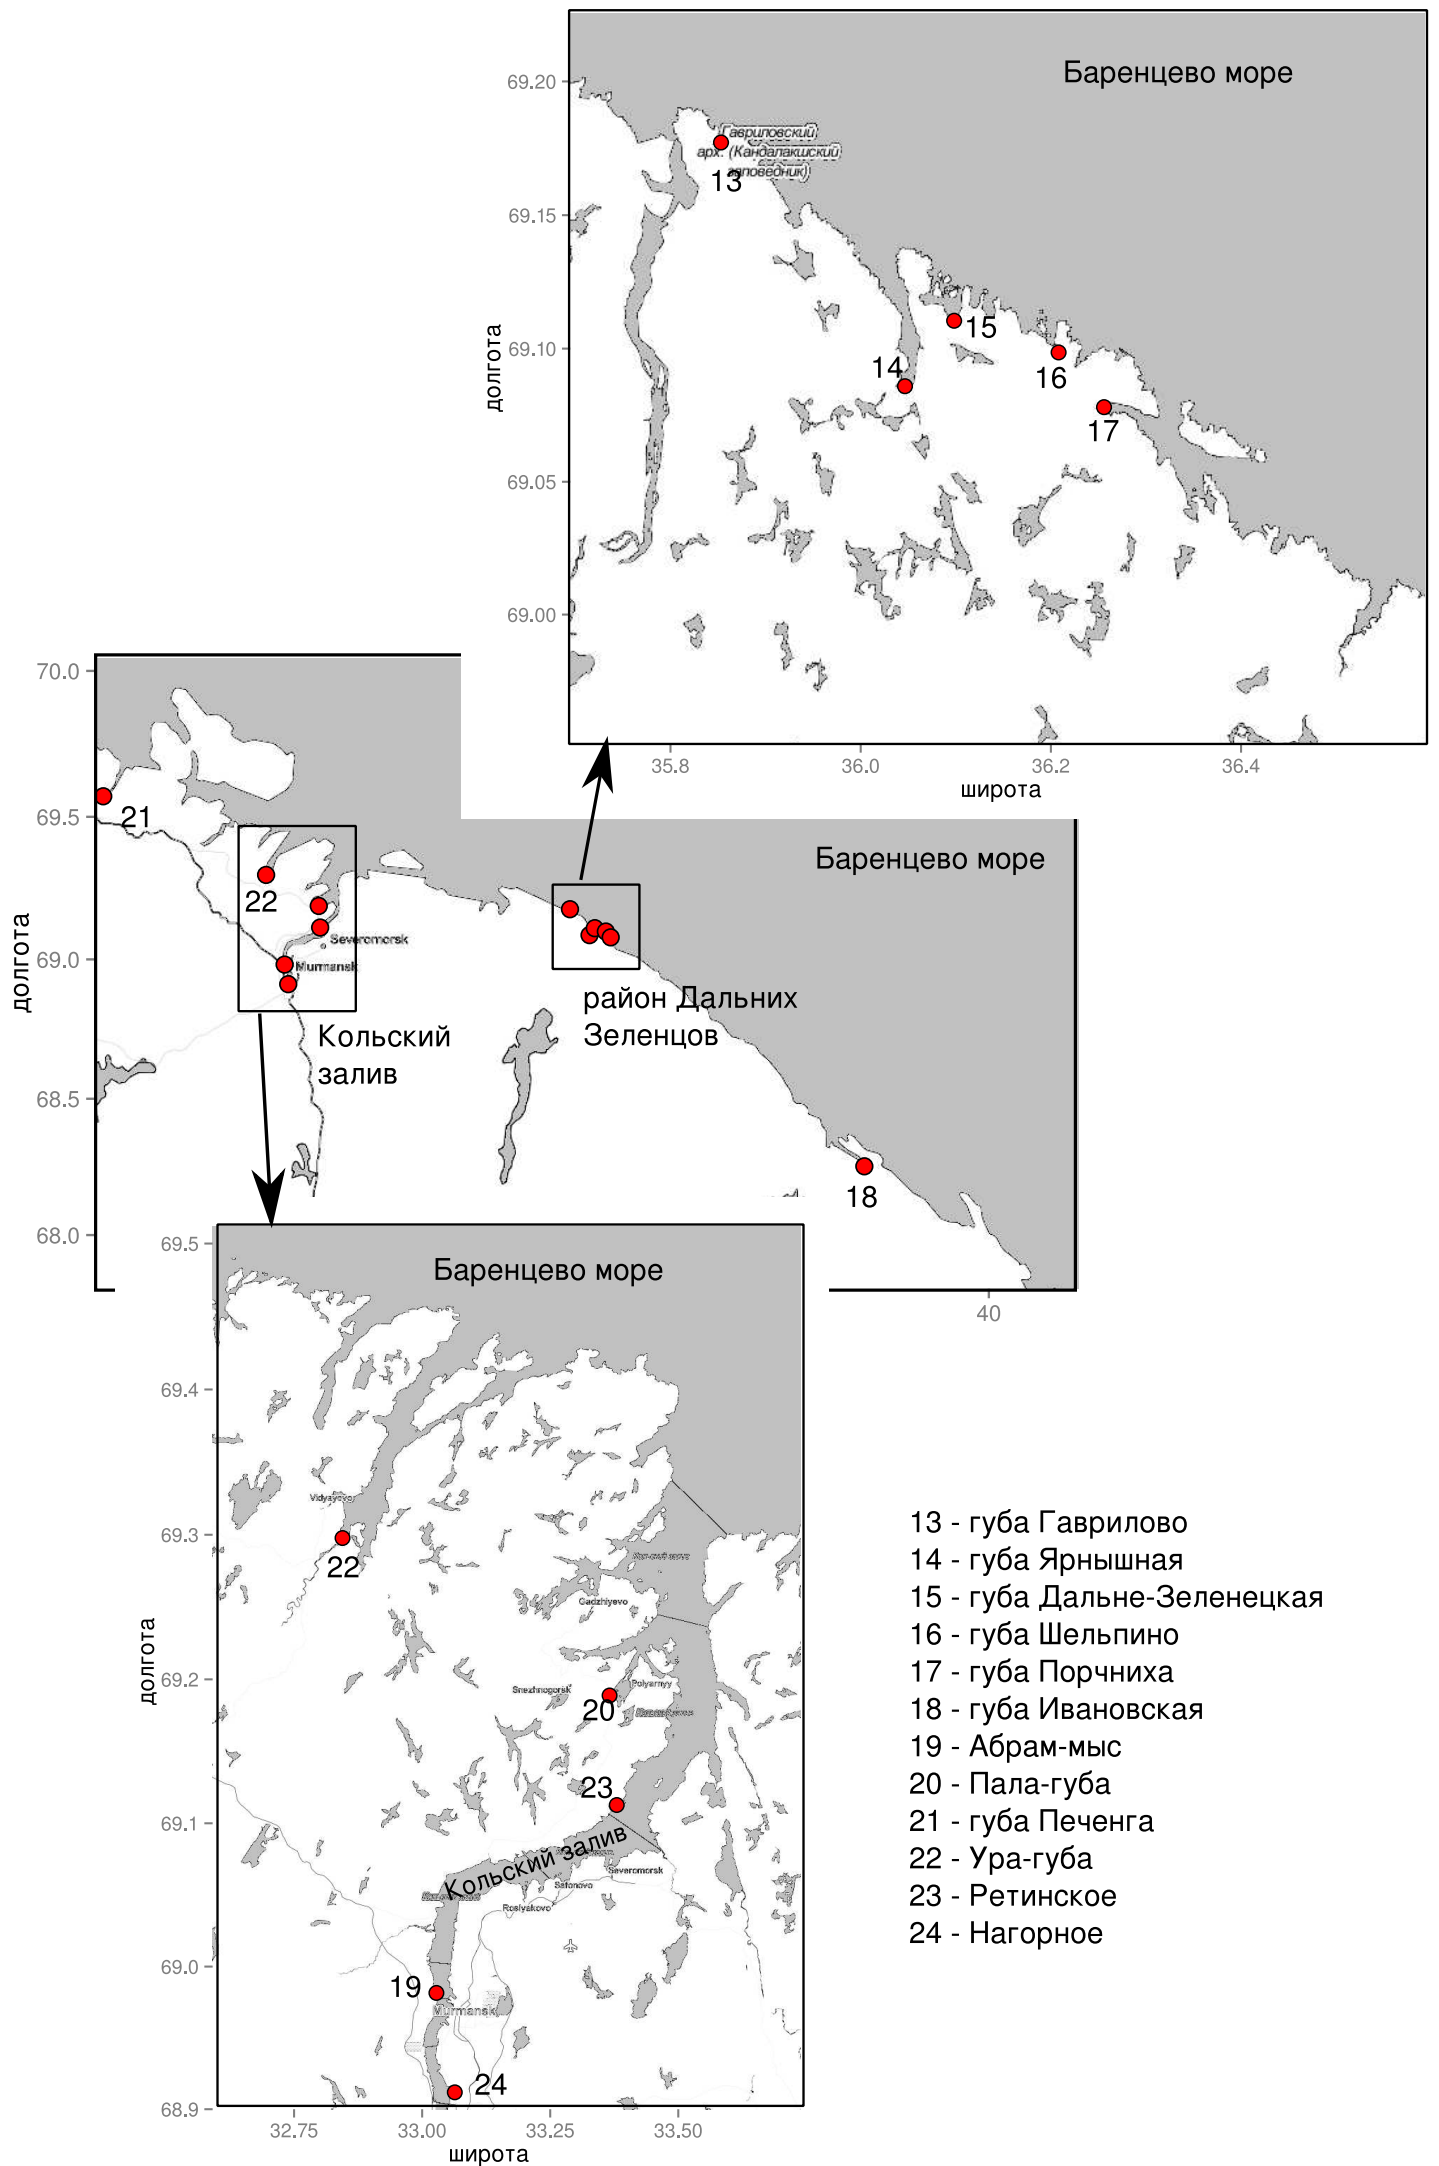 Баренцево море
69.20
69.15
69.10
69.05
69.00
долгота
Гавриловский
арх. (Кандалакшский
заповедник)
13
14
15
16
17
35.8
36.0
36.2
36.4
широта
70.0
69.5
69.0
68.5
68.0
долгота
21
22
Severomorsk
Murmansk
Кольский
залив
Баренцево море
район Дальних
Зеленцов
18
40
Баренцево море
69.5
69.4
69.3
69.2
69.1
69.0
68.9
долгота
Vidyayevo
22
Gadzhiyevo
Snezhnogorsk
Polyarnyy
20
23
Кольский залив
Severomorsk
Safonovo
Roslyakovo
19
Murmansk
24
32.75
33.00
33.25
33.50
широта
13 - губа Гаврилово
14 - губа Ярнышная
15 - губа Дальне-Зеленецкая
16 - губа Шельпино
17 - губа Порчниха
18 - губа Ивановская
19 - Абрам-мыс
20 - Пала-губа
21 - губа Печенга
22 - Ура-губа
23 - Ретинское
24 - Нагорное